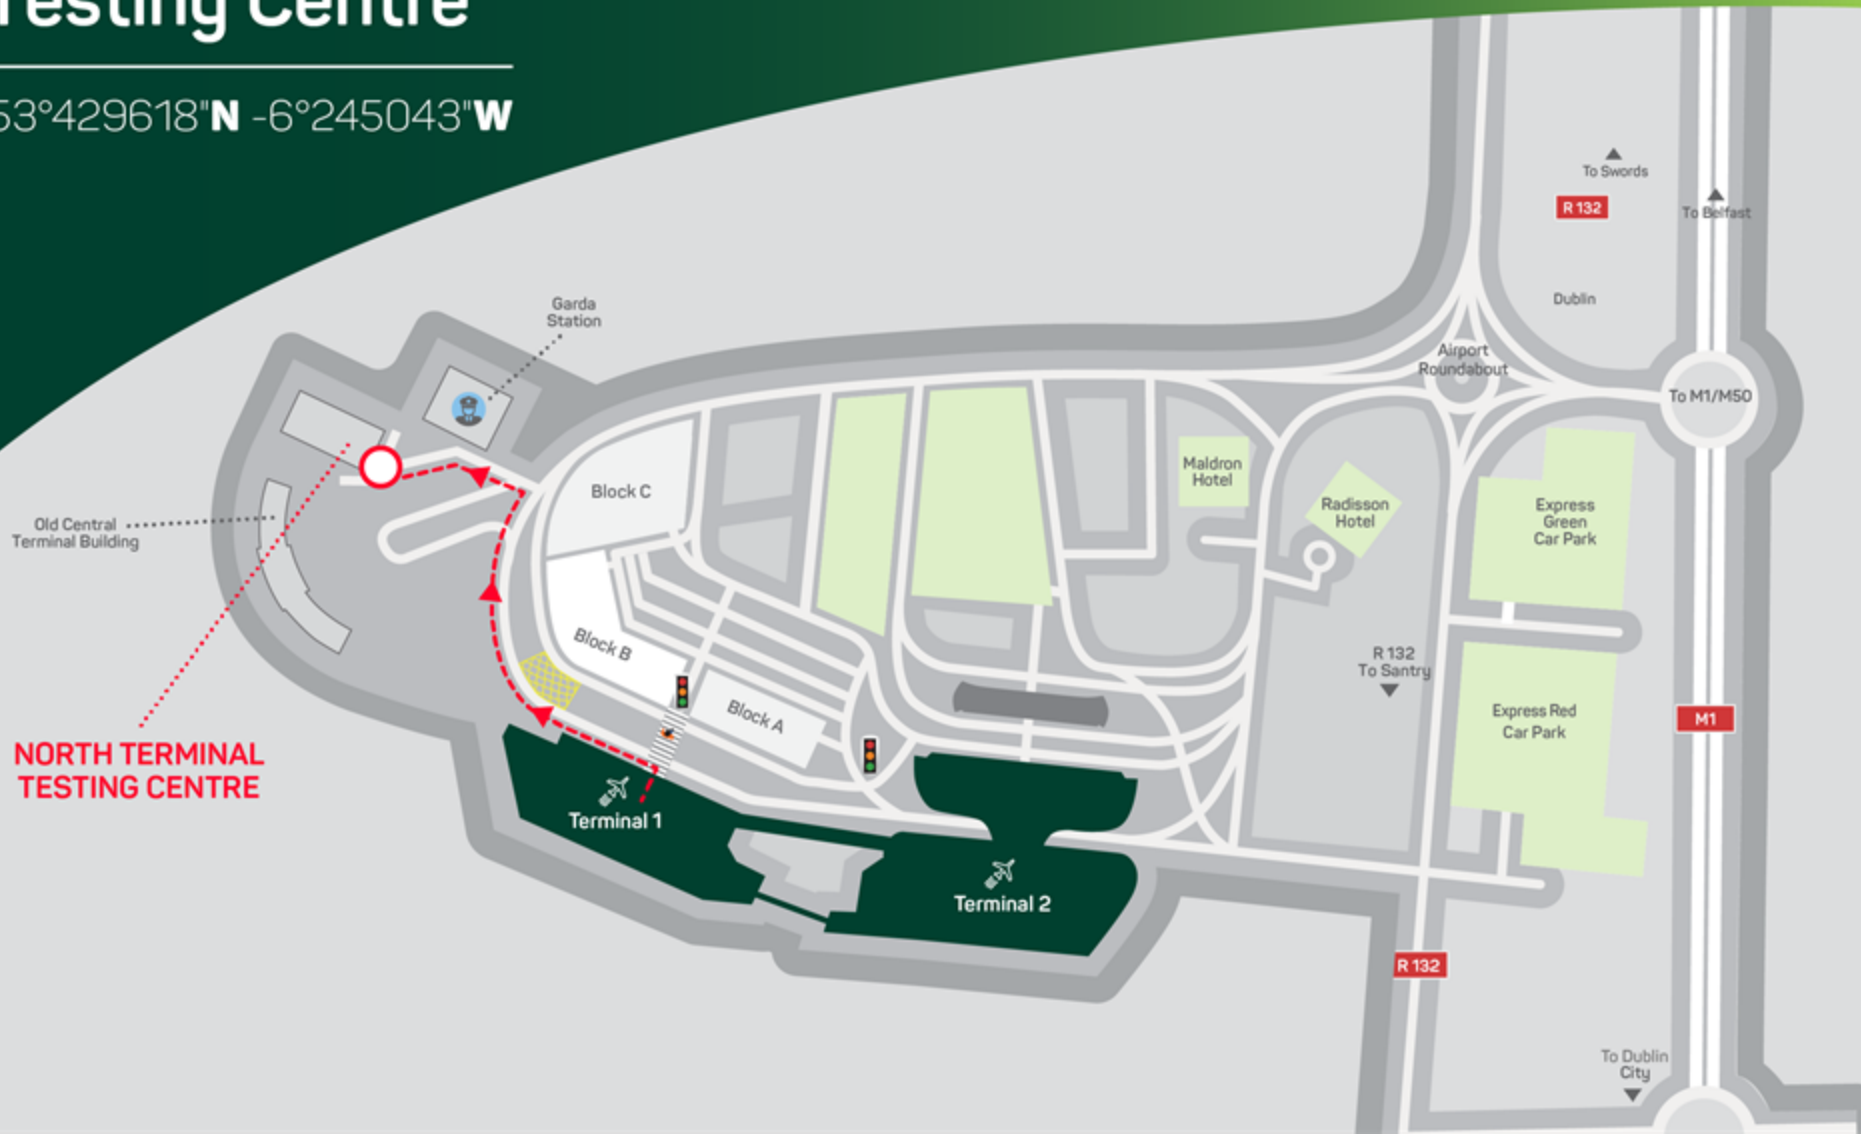 Testing Centre
53°429618"N -6°245043"W
To Swords
R 132
To Belfast
Dublin
Garda
Station
Airport
Roundabout
To M1/M50
Maldron
Hotel
Block C
Radisson
Hotel
Express
Green
Car Park
Old Central
Terminal Building
Block B
R 132
To Santry
Block A
Express Red
Car Park
M1
NORTH TERMINAL
TESTING CENTRE
Terminal 1
Terminal 2
R 132
To Dublin
City